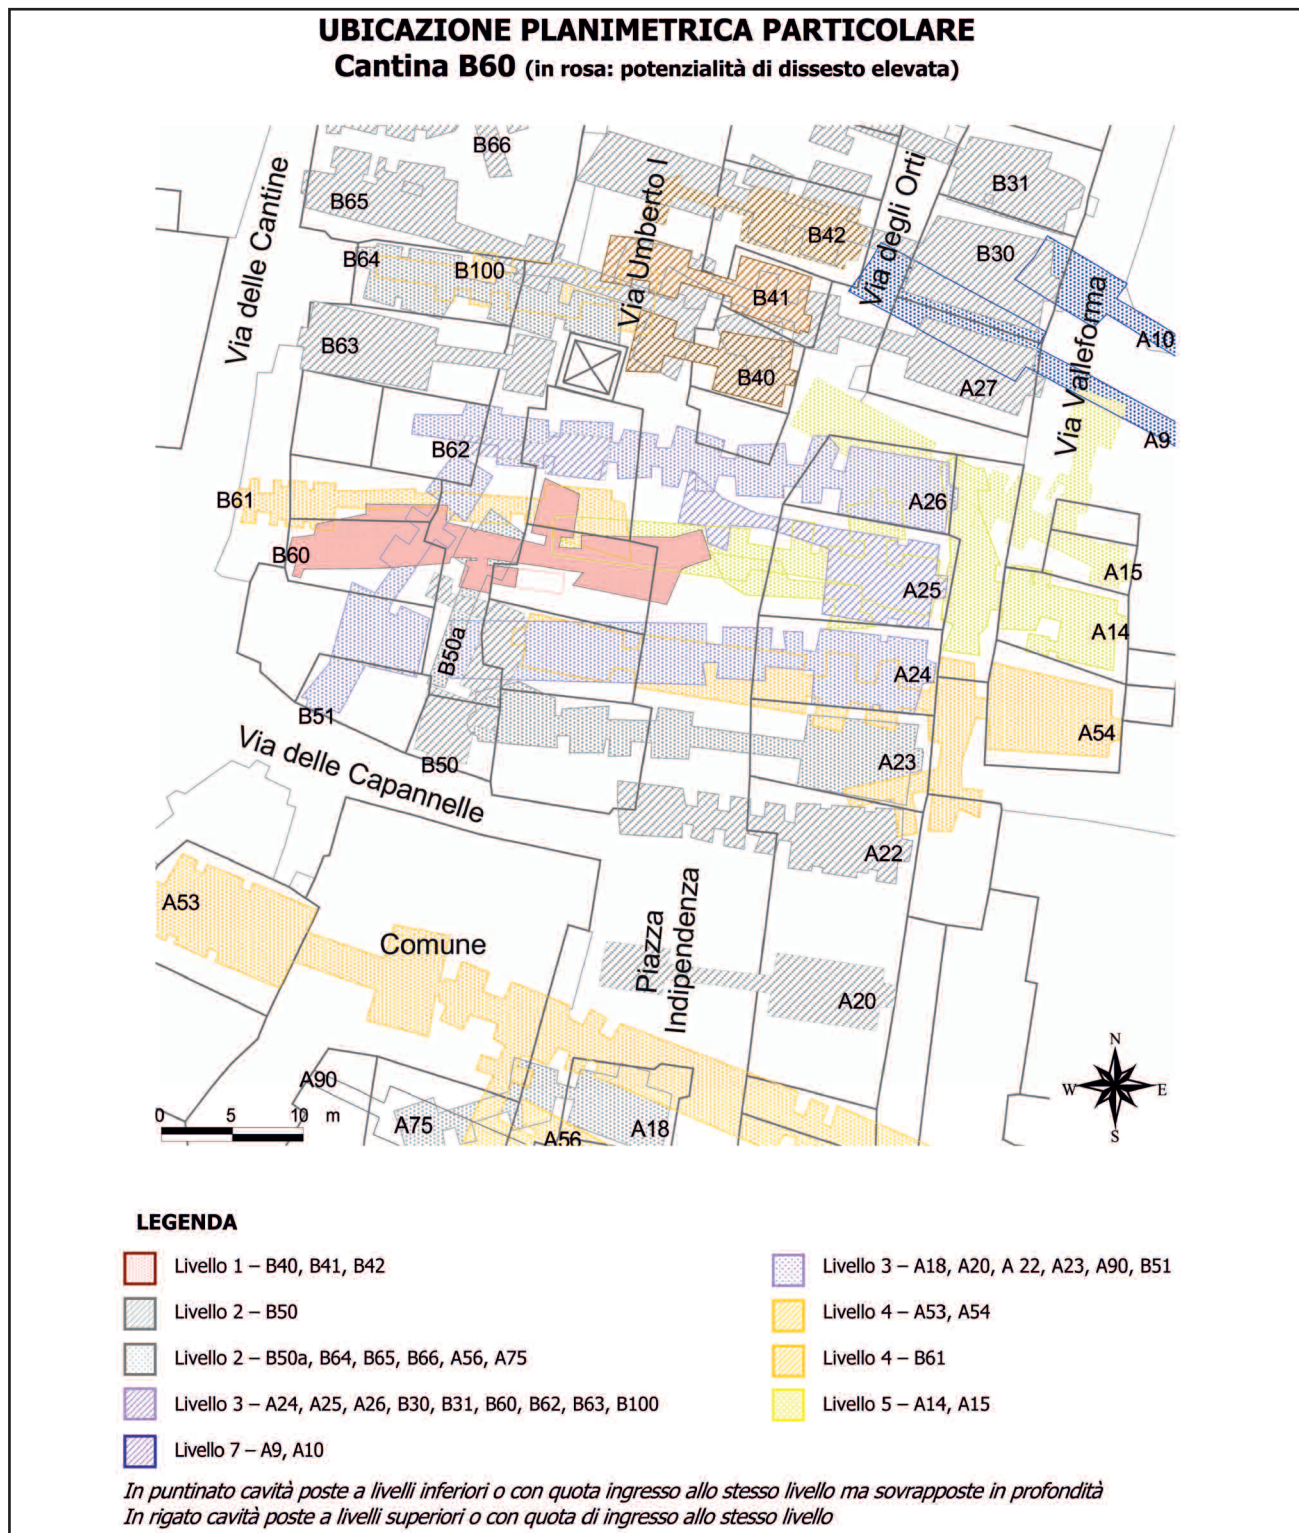 UBICAZIONE PLANIMETRICA PARTICOLARE
Cantina B60 (in rosa: potenzialità di dissesto elevata)
B66
B65
B31
Via delle Cantine
Via Umberto I
Via degli Orti
B42
B64
B100
B30
B41
Via Valleforma
B63
A10
B40
A27
A9
B62
B61
A26
B60
A15
A25
B50a
A14
A24
B51
A54
Via delle Capannelle
B50
A23
A22
A53
Comune
Piazza
Indipendenza
A20
A90
N
W
E
S
0 5 10 m
A75
A56
A18
LEGENDA
Livello 1 – B40, B41, B42
Livello 2 – B50
Livello 2 – B50a, B64, B65, B66, A56, A75
Livello 3 – A24, A25, A26, B30, B31, B60, B62, B63, B100
Livello 7 – A9, A10
Livello 3 – A18, A20, A 22, A23, A90, B51
Livello 4 – A53, A54
Livello 4 – B61
Livello 5 – A14, A15
In puntinato cavità poste a livelli inferiori o con quota ingresso allo stesso livello ma sovrapposte in profondità
In rigato cavità poste a livelli superiori o con quota di ingresso allo stesso livello